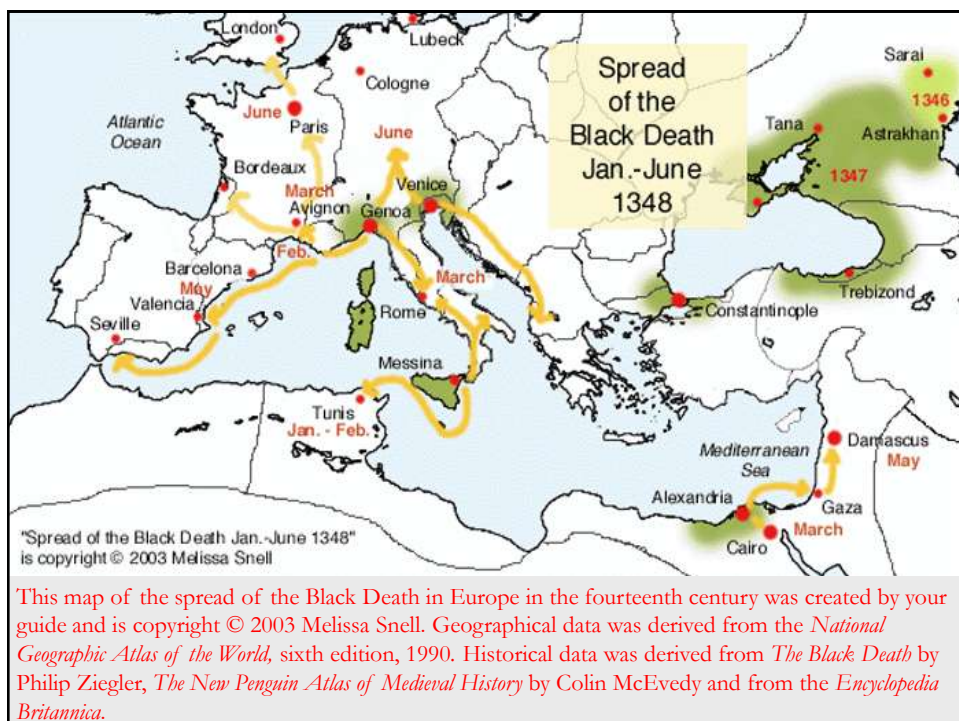 London
Lubeck
Cologne
Spread
of the
Black Death
Jan.-June
1348
Sarai
1346
Astrakhan
Tana
1347
Atlantic
Ocean
June
Paris
June
Bordeaux
March
Avignon
Venice
Genoa
Feb.
Barcelona
May
Valencia
Seville
March
Rome
Messina
Constantinople
Trebizond
Tunis
Jan. - Feb.
Mediterranean
Sea
Damascus
May
Alexandria
Gaza
March
Cairo
"Spread of the Black Death Jan.-June 1348"
is copyright © 2003 Melissa Snell
This map of the spread of the Black Death in Europe in the fourteenth century was created by your
guide and is copyright © 2003 Melissa Snell. Geographical data was derived from the National
Geographic Atlas of the World, sixth edition, 1990. Historical data was derived from The Black Death by
Philip Ziegler, The New Penguin Atlas of Medieval History by Colin McEvedy and from the Encyclopedia
Britannica.